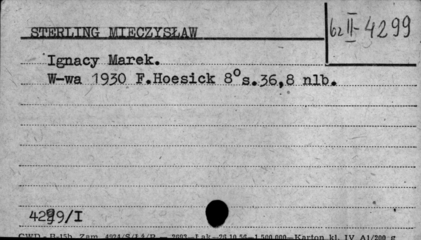 STERLING MIECZYSŁAW
62 II-4299
Ignacy Marek.
W-wa 1930 F.Hoesick 8° s.36,8 nlb.
4299/I